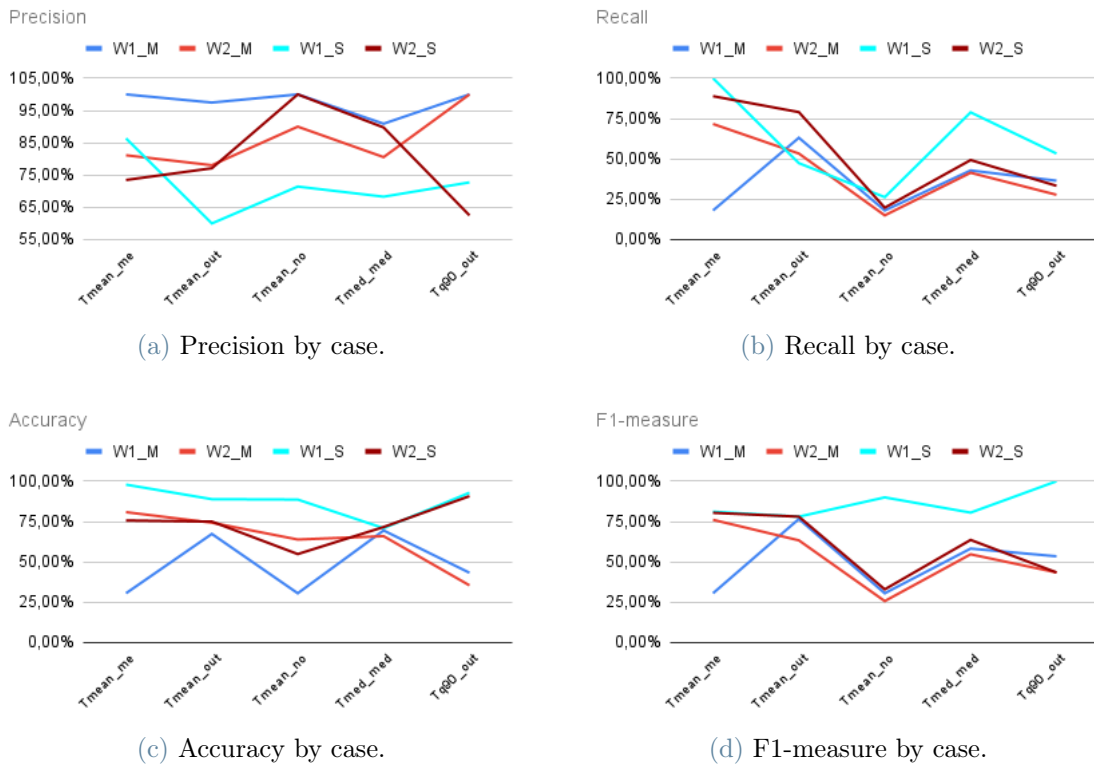 Precision
W1_M W2_M W1_S W2_S
105,00%
95,00%
85,00%
75,00%
65,00%
55,00%
Tmean_me
Tmean_out
Tmean_no
Tmed_med
Tq90_out
(a) Precision by case.
Recall
W1_M W2_M W1_S W2_S
100,00%
75,00%
50,00%
25,00%
0,00%
Tmean_me
Tmean_out
Tmean_no
Tmed_med
Tq90_out
(b) Recall by case.
Accuracy
W1_M W2_M W1_S W2_S
100,00%
75,00%
50,00%
25,00%
0,00%
Tmean_me
Tmean_out
Tmean_no
Tmed_med
Tq90_out
(c) Accuracy by case.
F1-measure
W1_M W2_M W1_S W2_S
100,00%
75,00%
50,00%
25,00%
0,00%
Tmean_me
Tmean_out
Tmean_no
Tmed_med
Tq90_out
(d) F1-measure by case.